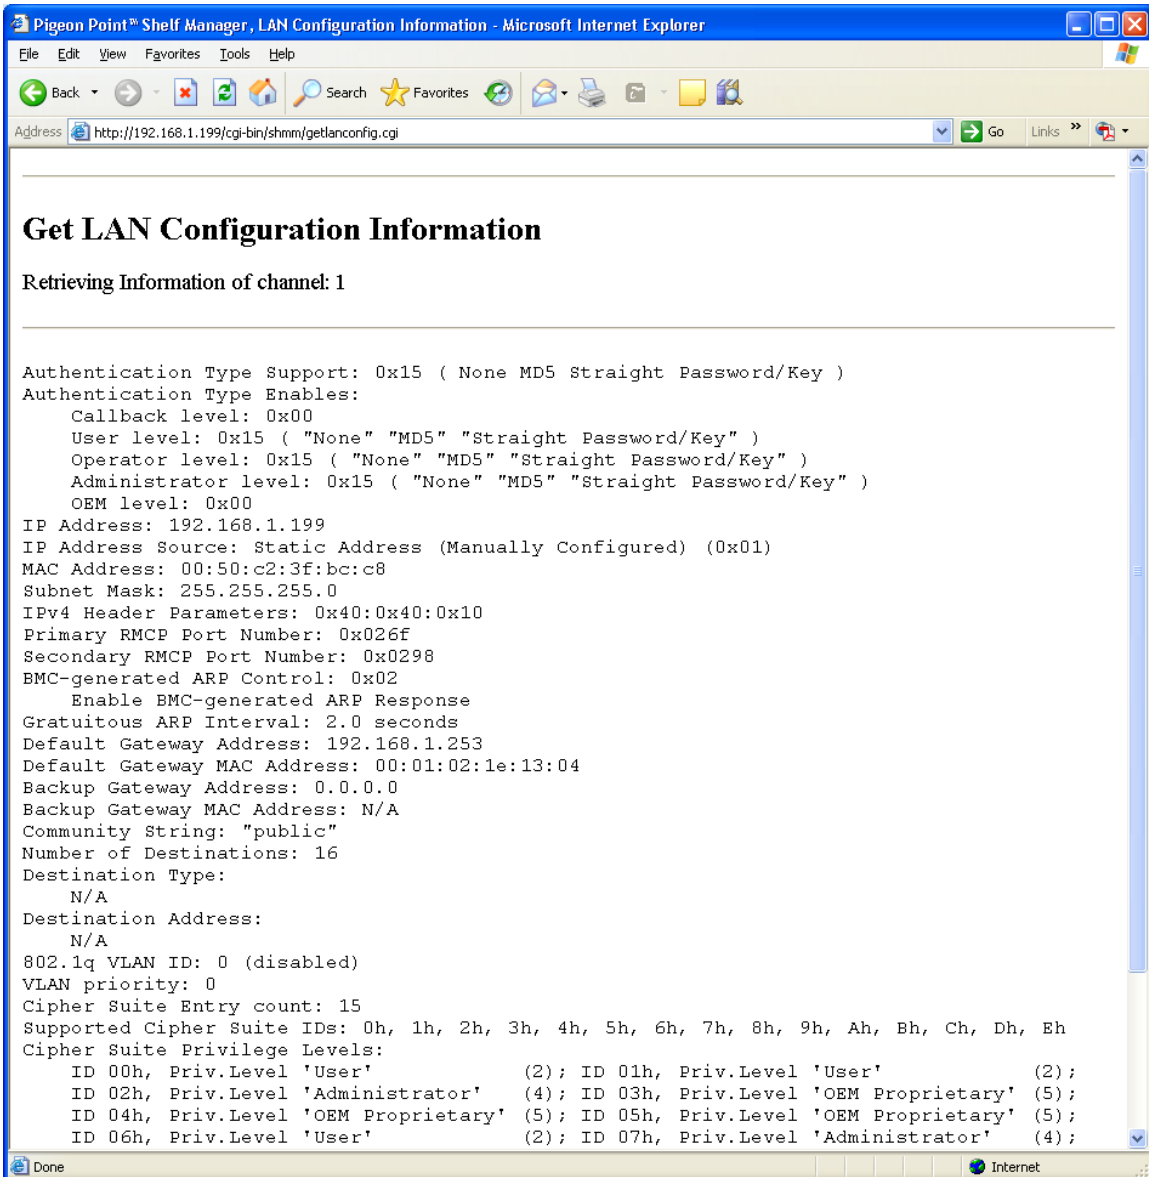 Pigeon Point™ Shelf Manager, LAN Configuration Information - Microsoft Internet Explorer
File Edit View Favorites Tools Help
Back Search Favorites
Address http://192.168.1.199/cgi-bin/shmm/getlanconfig.cgi Go Links »
Get LAN Configuration Information
Retrieving Information of channel: 1
Authentication Type Support: 0x15 ( None MD5 Straight Password/Key )
Authentication Type Enables:
    Callback level: 0x00
    User level: 0x15 ( "None" "MD5" "Straight Password/Key" )
    Operator level: 0x15 ( "None" "MD5" "Straight Password/Key" )
    Administrator level: 0x15 ( "None" "MD5" "Straight Password/Key" )
    OEM level: 0x00
IP Address: 192.168.1.199
IP Address Source: Static Address (Manually Configured) (0x01)
MAC Address: 00:50:c2:3f:bc:c8
Subnet Mask: 255.255.255.0
IPv4 Header Parameters: 0x40:0x40:0x10
Primary RMCP Port Number: 0x026f
Secondary RMCP Port Number: 0x0298
BMC-generated ARP Control: 0x02
    Enable BMC-generated ARP Response
Gratuitous ARP Interval: 2.0 seconds
Default Gateway Address: 192.168.1.253
Default Gateway MAC Address: 00:01:02:1e:13:04
Backup Gateway Address: 0.0.0.0
Backup Gateway MAC Address: N/A
Community String: "public"
Number of Destinations: 16
Destination Type:
    N/A
Destination Address:
    N/A
802.1q VLAN ID: 0 (disabled)
VLAN priority: 0
Cipher Suite Entry count: 15
Supported Cipher Suite IDs: 0h, 1h, 2h, 3h, 4h, 5h, 6h, 7h, 8h, 9h, Ah, Bh, Ch, Dh, Eh
Cipher Suite Privilege Levels:
    ID 00h, Priv.Level 'User'            (2); ID 01h, Priv.Level 'User'            (2);
    ID 02h, Priv.Level 'Administrator'   (4); ID 03h, Priv.Level 'OEM Proprietary' (5);
    ID 04h, Priv.Level 'OEM Proprietary' (5); ID 05h, Priv.Level 'OEM Proprietary' (5);
    ID 06h, Priv.Level 'User'            (2); ID 07h, Priv.Level 'Administrator'   (4);
Done Internet